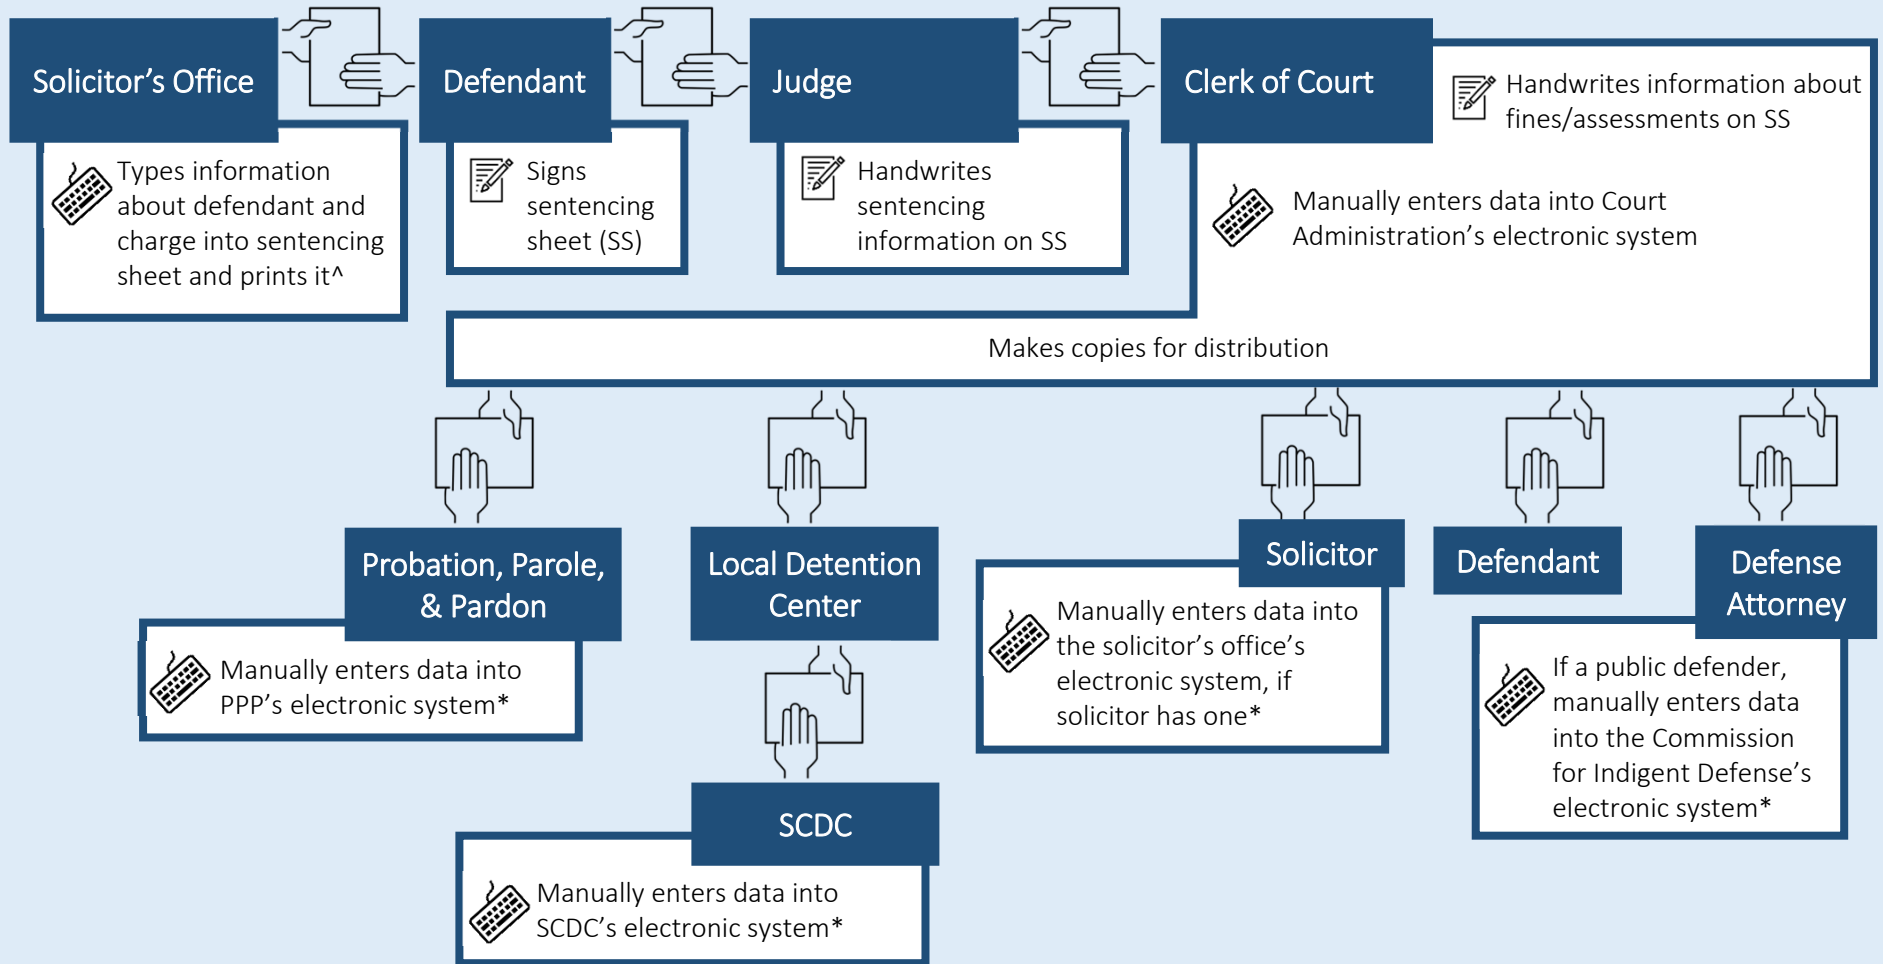 Solicitor's Office
Types information
about defendant and
charge into sentencing
sheet and prints it^
Defendant
Signs
sentencing
sheet (SS)
Judge
Handwrites
sentencing
information on SS
Clerk of Court
Handwrites information about
fines/assessments on SS
Manually enters data into Court
Administration's electronic system
Makes copies for distribution
Probation, Parole,
& Pardon
Manually enters data into
PPP's electronic system*
Local Detention
Center
SCDC
Manually enters data into
SCDC's electronic system*
Solicitor
Manually enters data into
the solicitor's office's
electronic system, if
solicitor has one*
Defendant
Defense
Attorney
If a public defender,
manually enters data
into the Commission
for Indigent Defense's
electronic system*